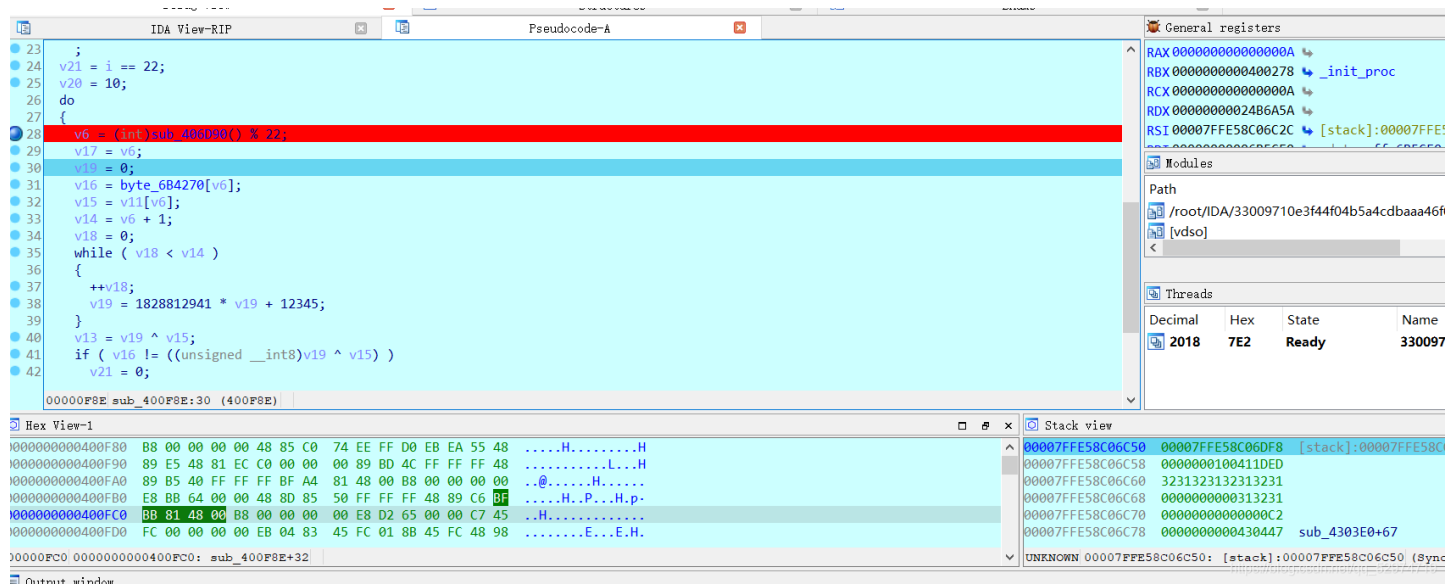 IDA View-RIP
Pseudocode-A
23 ;
24 v21 = i == 22;
25 v20 = 10;
26 do
27 {
28 v6 = (int)sub_406D90() % 22;
29 v17 = v6;
30 v19 = 0;
31 v16 = byte_6B4270[v6];
32 v15 = v11[v6];
33 v14 = v6 + 1;
34 v18 = 0;
35 while ( v18 < v14 )
36 {
37 ++v18;
38 v19 = 1828812941 * v19 + 12345;
39 }
40 v13 = v19 ^ v15;
41 if ( v16 != ((unsigned __int8)v19 ^ v15) )
42 v21 = 0;
00000F8E sub_400F8E:30 (400F8E)
General registers
RAX 000000000000000A
RBX 0000000000400278 _init_proc
RCX 000000000000000A
RDX 00000000024B6A5A
RSI 00007FFE58C06C2C [stack]:00007FFE5
Modules
Path
/root/IDA/33009710e3f44f04b5a4cdbaaa46f
[vdso]
Threads
Decimal Hex State Name
2018 7E2 Ready 330097
Hex View-1
0000000000400F80 B8 00 00 00 00 48 85 C0 74 EE FF D0 EB EA 55 48 .....H.........H
0000000000400F90 89 E5 48 81 EC C0 00 00 00 89 BD 4C FF FF FF 48 ..........L...H
0000000000400FA0 89 B5 40 FF FF FF BF A4 81 48 00 B8 00 00 00 00 ..@......H......
0000000000400FB0 E8 BB 64 00 00 48 8D 85 50 FF FF FF 48 89 C6 BF .....H..P...H.p·
0000000000400FC0 BB 81 48 00 B8 00 00 00 00 E8 D2 65 00 00 C7 45 ..H.............
0000000000400FD0 FC 00 00 00 00 EB 04 83 45 FC 01 8B 45 FC 48 98 ........E...E.H.
00000FC0 0000000000400FC0: sub_400F8E+32
Stack view
00007FFE58C06C50 00007FFE58C06DF8 [stack]:00007FFE58C
00007FFE58C06C58 0000000100411DED
00007FFE58C06C60 3231323132313231
00007FFE58C06C68 0000000000313231
00007FFE58C06C70 00000000000000C2
00007FFE58C06C78 0000000000430447 sub_4303E0+67
UNKNOWN 00007FFE58C06C50: [stack]:00007FFE58C06C50 (Sync
Output window